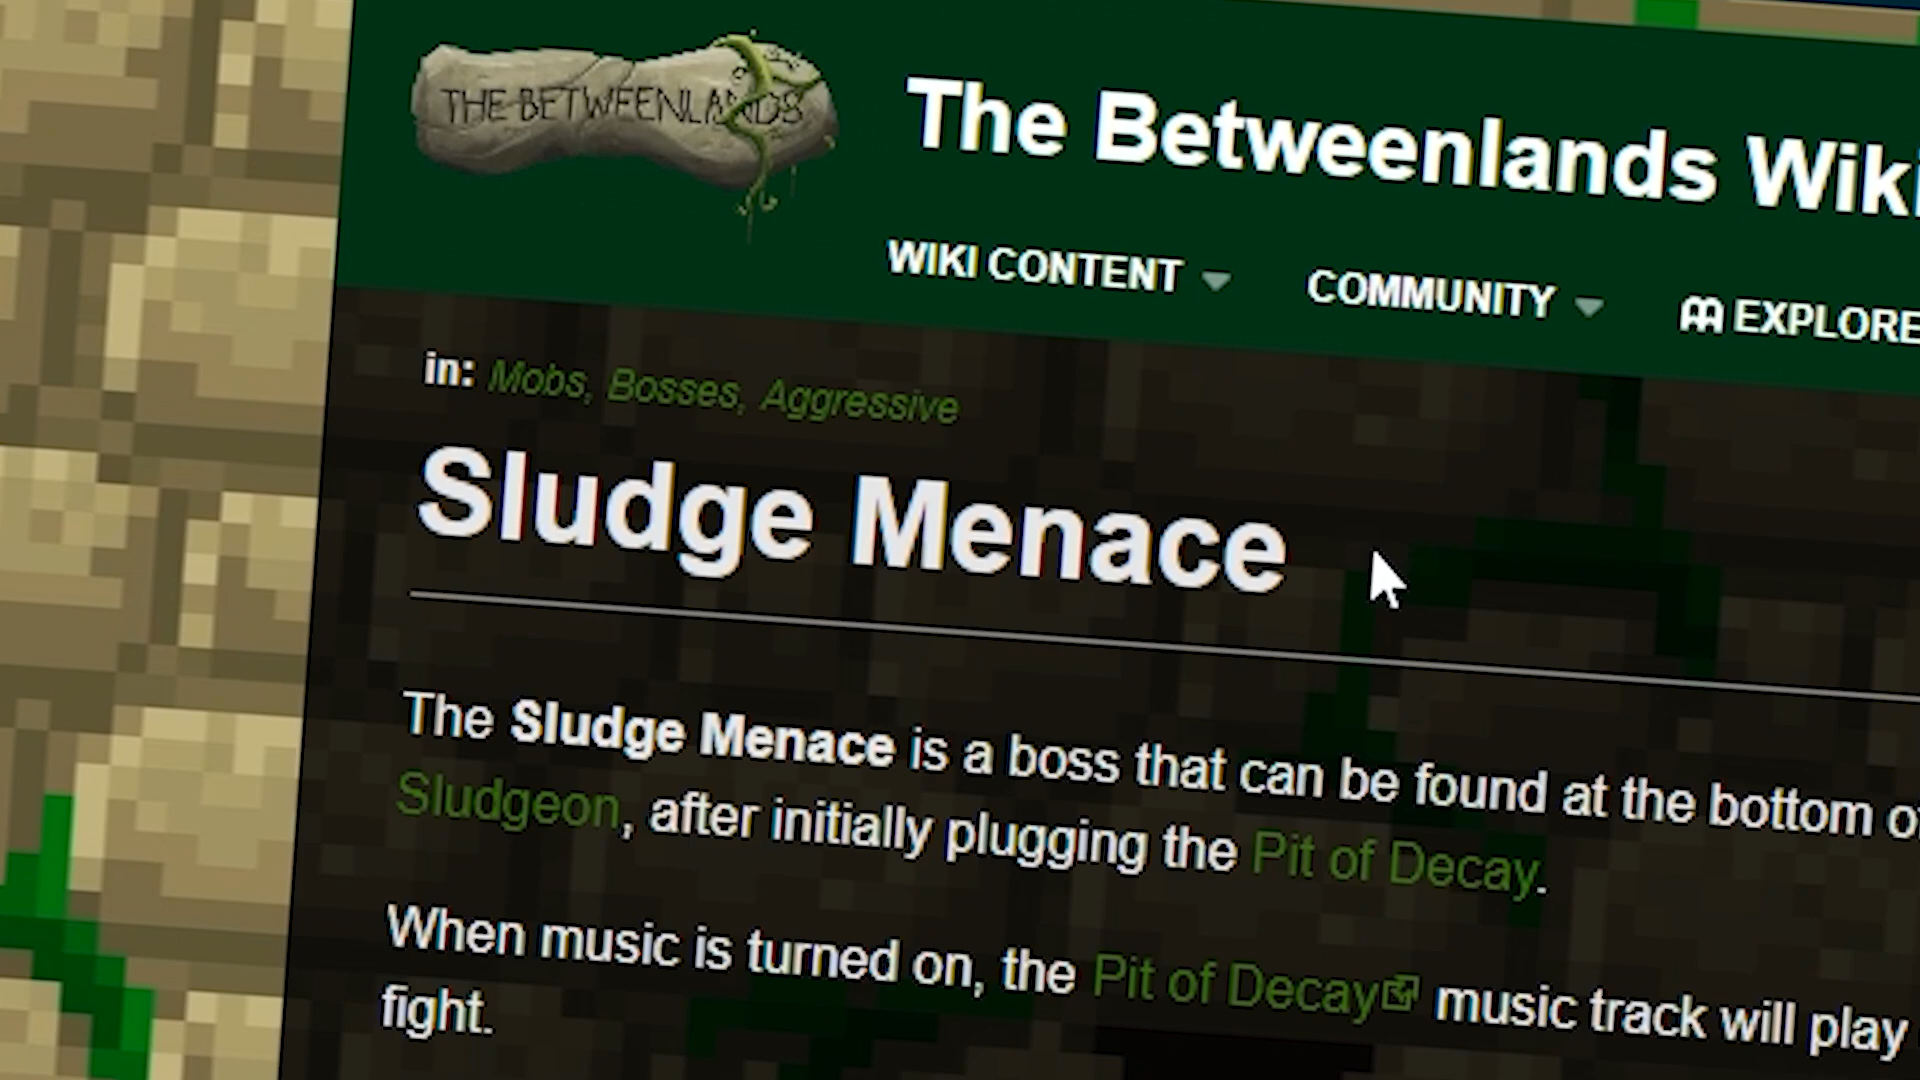 THE BETWEENLANDS
The Betweenlands Wiki
WIKI CONTENT
COMMUNITY
EXPLORE
in: Mobs, Bosses, Aggressive
Sludge Menace
The Sludge Menace is a boss that can be found at the bottom
Sludgeon, after initially plugging the Pit of Decay.
When music is turned on, the Pit of Decay music track will play
fight.